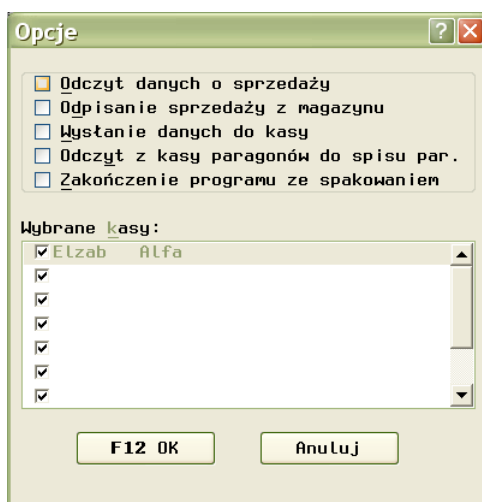 Opcje
Odczyt danych o sprzedaży
Odpisanie sprzedaży z magazynu
Wysłanie danych do kasy
Odczyt z kasy paragonów do spisu par.
Zakończenie programu ze spakowaniem
Wybrane kasy:
Elzab Alfa
F12 OK Anuluj